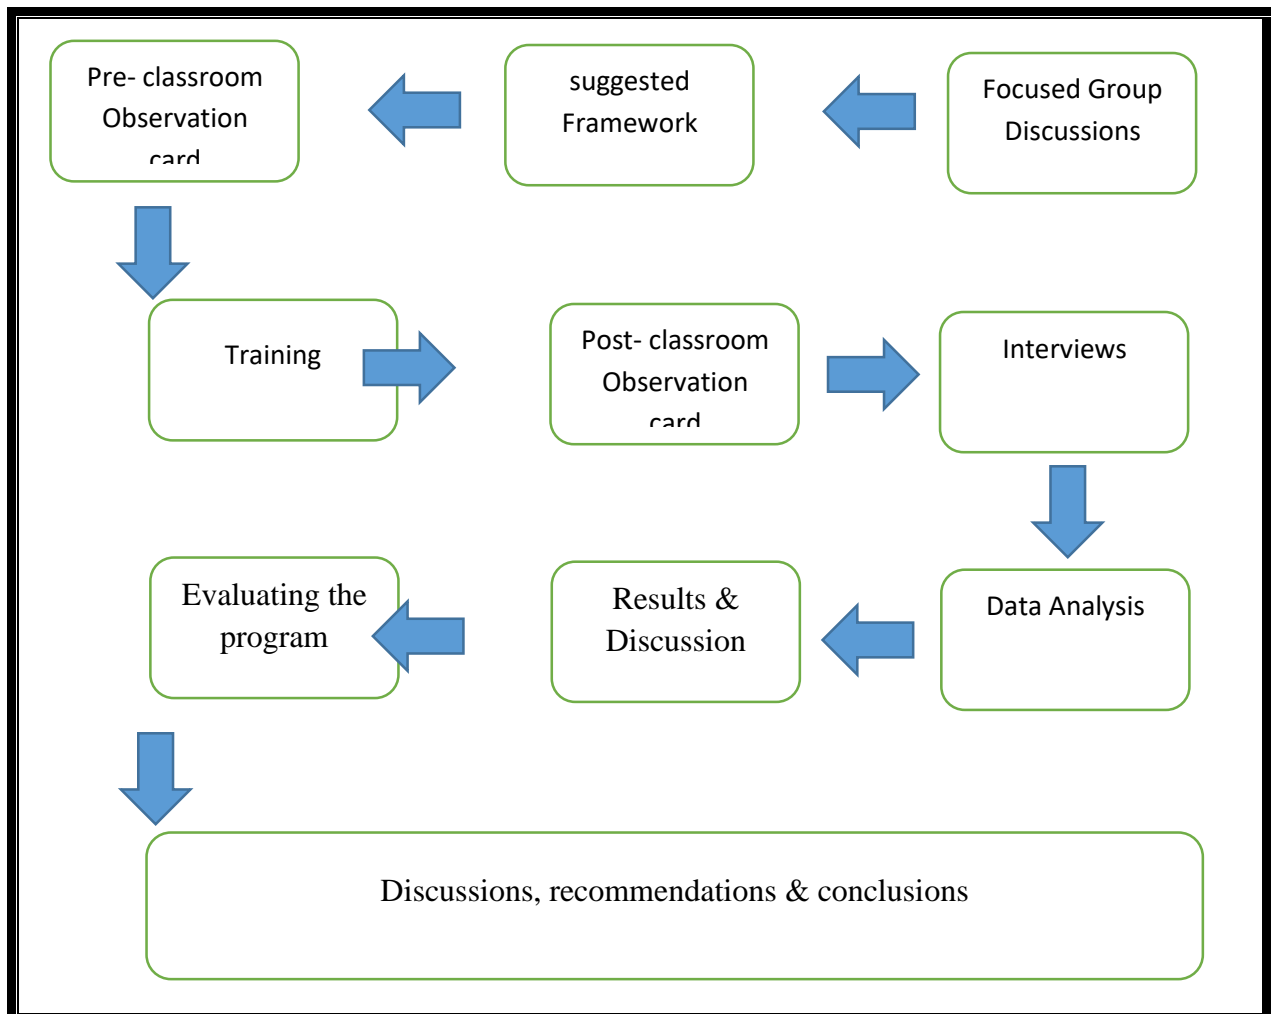 Pre- classroom
Observation
card
suggested
Framework
Focused Group
Discussions
Training
Post- classroom
Observation
card
Interviews
Evaluating the
program
Results &
Discussion
Data Analysis
Discussions, recommendations & conclusions